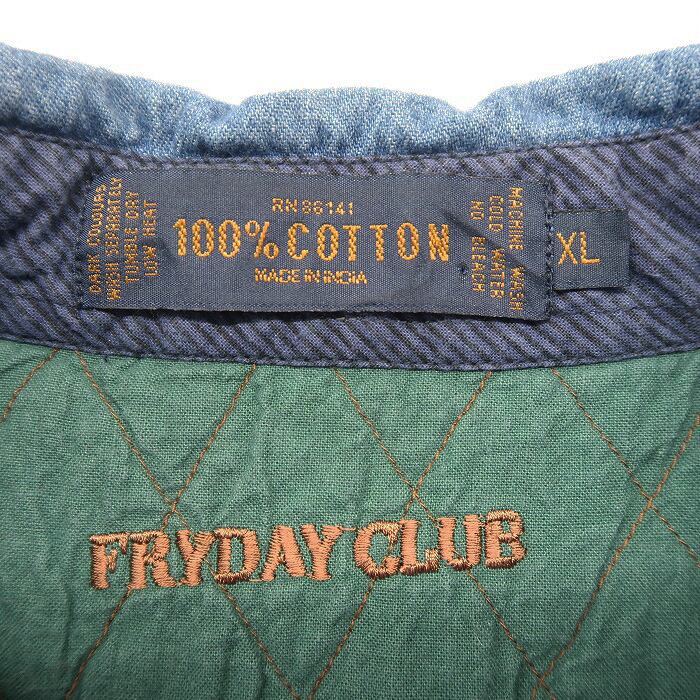 DARK COLOURS
WASH SEPARATELY
TUMBLE DRY
LOW HEAT
RN 86141
100% COTTON
MADE IN INDIA
MACHINE WASH
COLD WATER
NO BLEACH
XL
FRYDAY CLUB